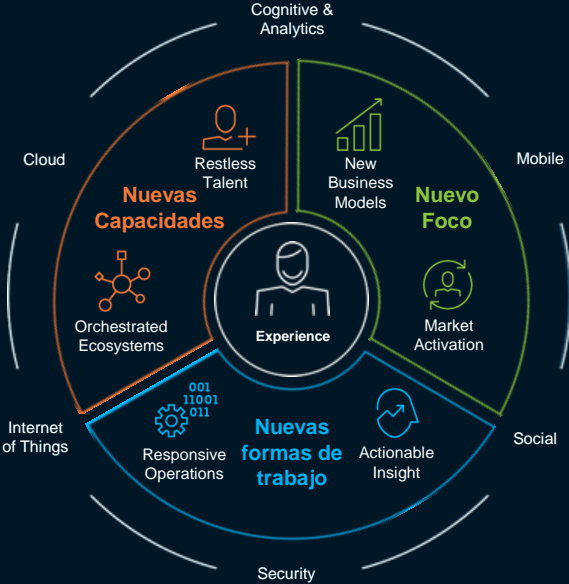 Cognitive &
Analytics
Cloud
Mobile
Restless
Talent
New
Business
Models
Nuevas
Capacidades
Nuevo
Foco
Orchestrated
Ecosystems
Experience
Market
Activation
Internet
of Things
001
11001
011
Responsive
Operations
Nuevas
formas de
trabajo
Actionable
Insight
Social
Security